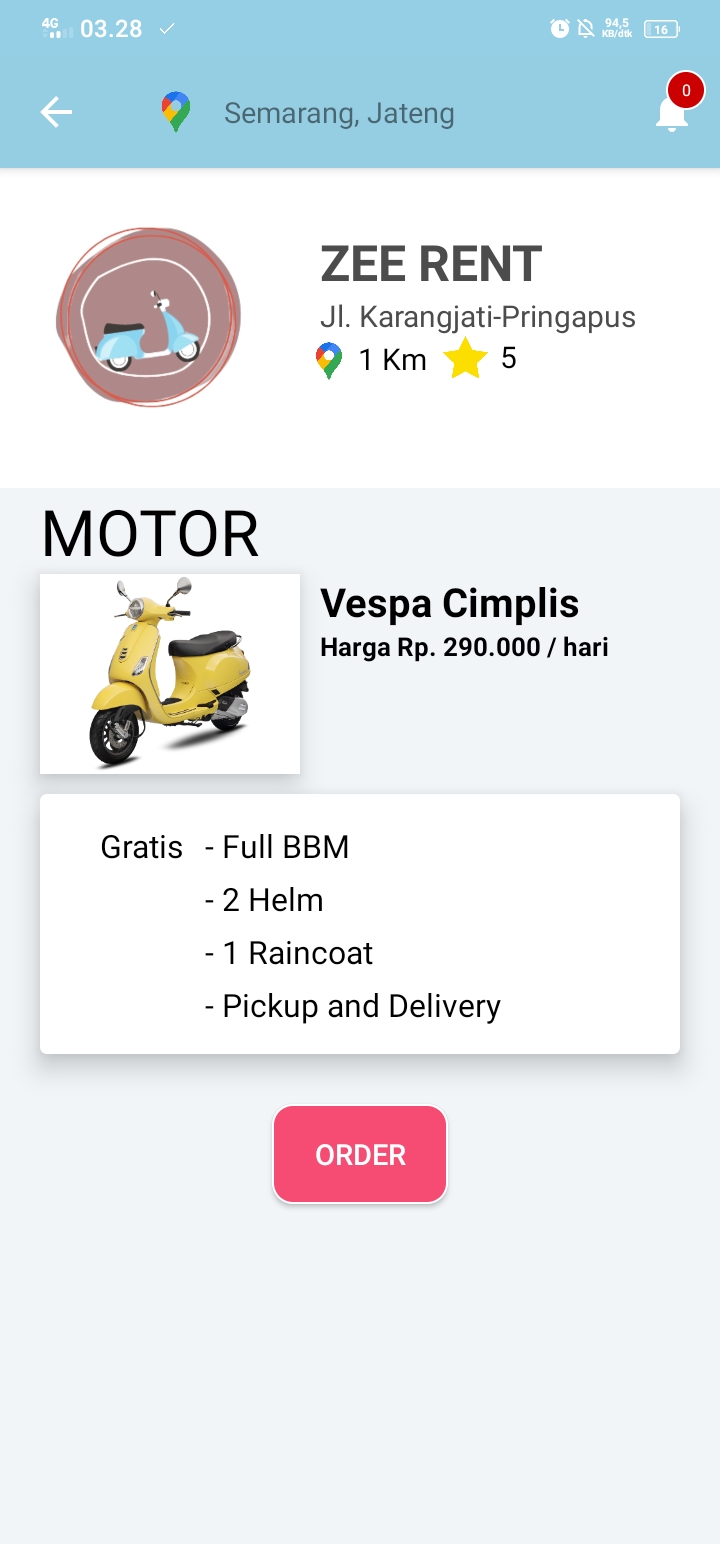 4G 03.28 94,5 KB/dtk 16
Semarang, Jateng 0
ZEE RENT
Jl. Karangjati-Pringapus
1 Km 5
MOTOR
Vespa Cimplis
Harga Rp. 290.000 / hari
Gratis - Full BBM
- 2 Helm
- 1 Raincoat
- Pickup and Delivery
ORDER